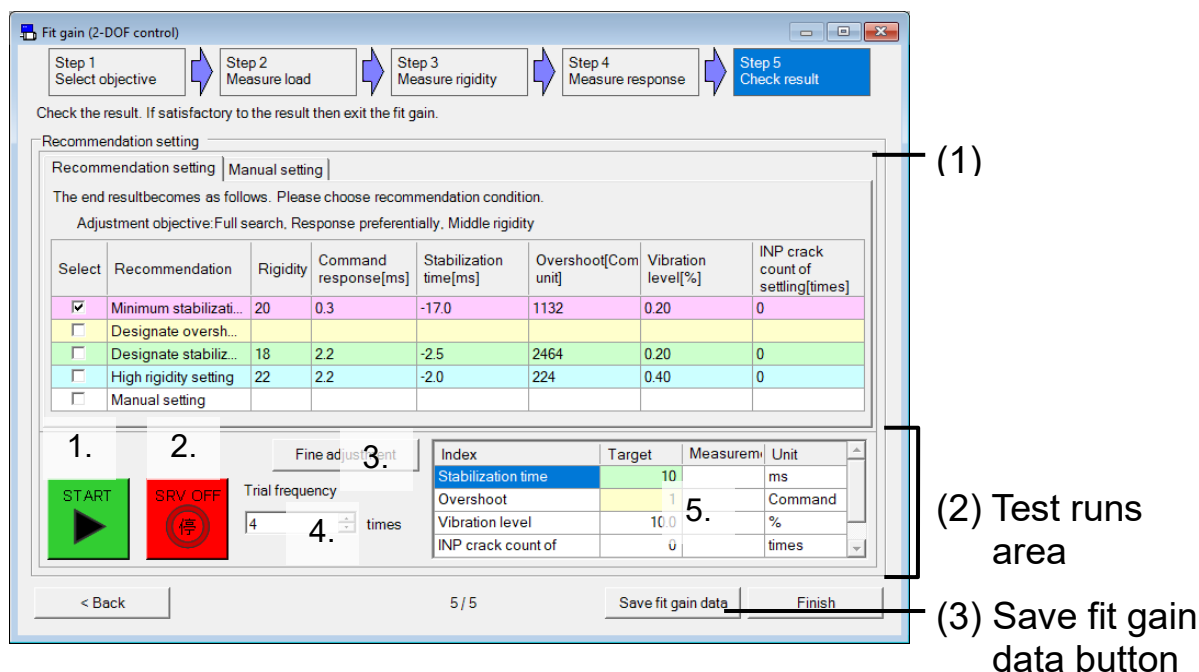 Fit gain (2-DOF control)
Step 1
Select objective
Step 2
Measure load
Step 3
Measure rigidity
Step 4
Measure response
Step 5
Check result
Check the result. If satisfactory to the result then exit the fit gain.
Recommendation setting
Recommendation setting Manual setting
(1)
The end resultbecomes as follows. Please choose recommendation condition.
Adjustment objective:Full search, Response preferentially, Middle rigidity
Select Recommendation Rigidity Command response[ms] Stabilization time[ms] Overshoot[Com unit] Vibration level[%] INP crack count of settling[times]
Minimum stabilizati... 20 0.3 -17.0 1132 0.20 0
Designate oversh...
Designate stabiliz... 18 2.2 -2.5 2464 0.20 0
High rigidity setting 22 2.2 -2.0 224 0.40 0
Manual setting
1. 2. 3. 4. 5.
START
SRV OFF
停
Fine adjustment
Trial frequency
4 times
Index Target Measurem Unit
Stabilization time 10 ms
Overshoot 1 Command
Vibration level 10.0 %
INP crack count of 0 times
(2) Test runs
area
< Back 5 / 5 Save fit gain data Finish
(3) Save fit gain
data button